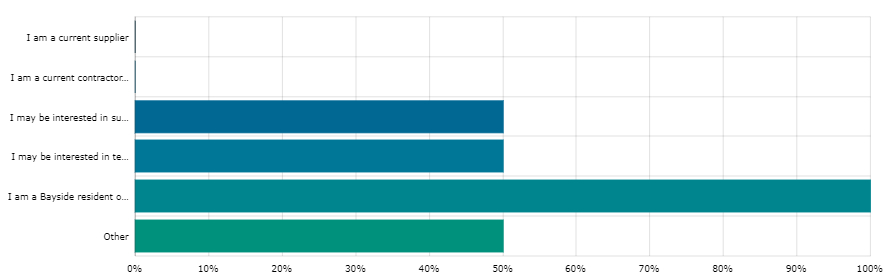 I am a current supplier
I am a current contractor...
I may be interested in su...
I may be interested in te...
I am a Bayside resident o...
Other
0% 10% 20% 30% 40% 50% 60% 70% 80% 90% 100%